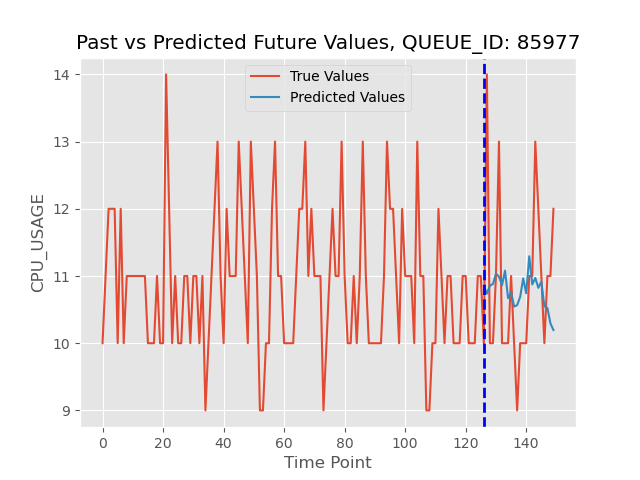 Past vs Predicted Future Values, QUEUE_ID: 85977
True Values
Predicted Values
14
13
12
11
10
9
CPU_USAGE
0 20 40 60 80 100 120 140
Time Point